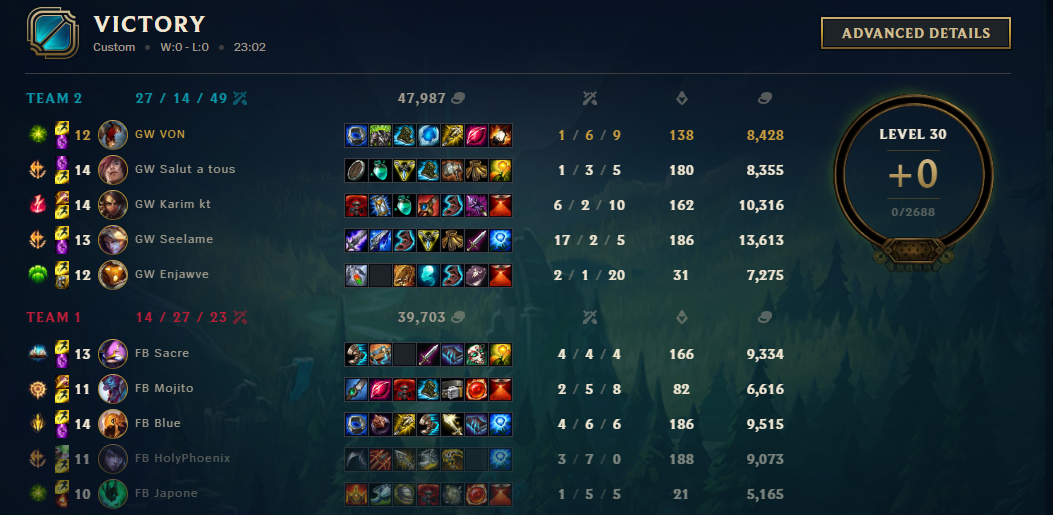 VICTORY
Custom • W:0 - L:0 • 23:02
ADVANCED DETAILS
TEAM 2 27 / 14 / 49 47,987
12 GW VON 1 / 6 / 9 138 8,428
14 GW Salut a tous 1 / 3 / 5 180 8,355
14 GW Karim kt 6 / 2 / 10 162 10,316
13 GW Seelame 17 / 2 / 5 186 13,613
12 GW Enjawve 2 / 1 / 20 31 7,275
TEAM 1 14 / 27 / 23 39,703
13 FB Sacre 4 / 4 / 4 166 9,334
11 FB Mojito 2 / 5 / 8 82 6,616
14 FB Blue 4 / 6 / 6 186 9,515
11 FB HolyPhoenix 3 / 7 / 0 188 9,073
10 FB Japone 1 / 5 / 5 21 5,165
LEVEL 30
+0
0/2688